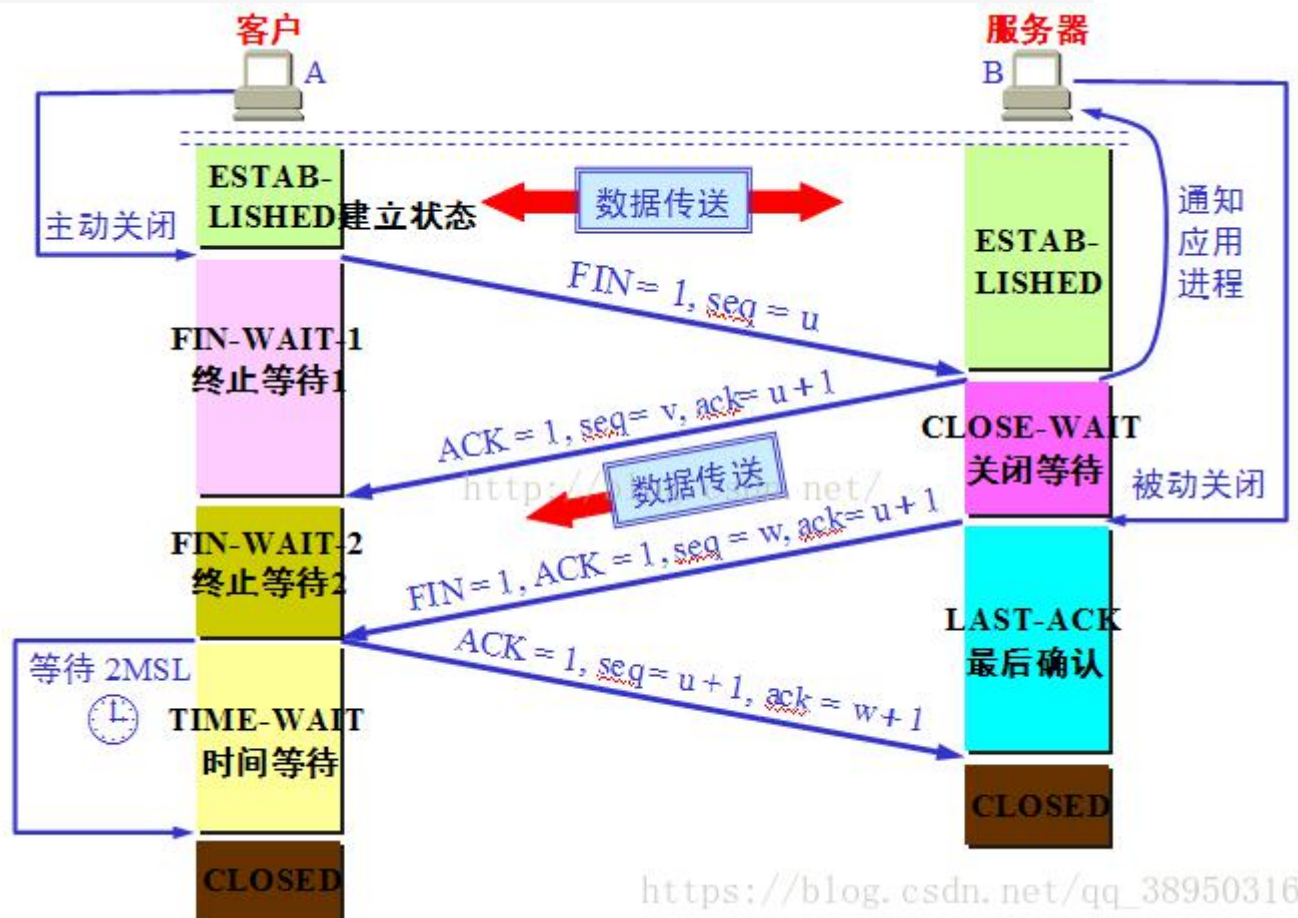 客户
服务器
A
B
ESTAB-
LISHED建立状态
数据传送
主动关闭
ESTAB-
LISHED
通知
应用
进程
FIN = 1, seq = u
FIN-WAIT-1
终止等待1
ACK = 1, seq = v, ack= u + 1
CLOSE-WAIT
关闭等待
数据传送
被动关闭
FIN-WAIT-2
终止等待2
FIN = 1, ACK = 1, seq = w, ack= u + 1
LAST-ACK
最后确认
ACK = 1, seq = u + 1, ack = w + 1
等待 2MSL
TIME-WAIT
时间等待
CLOSED
CLOSED
https://blog.csdn.net/qq_38950316